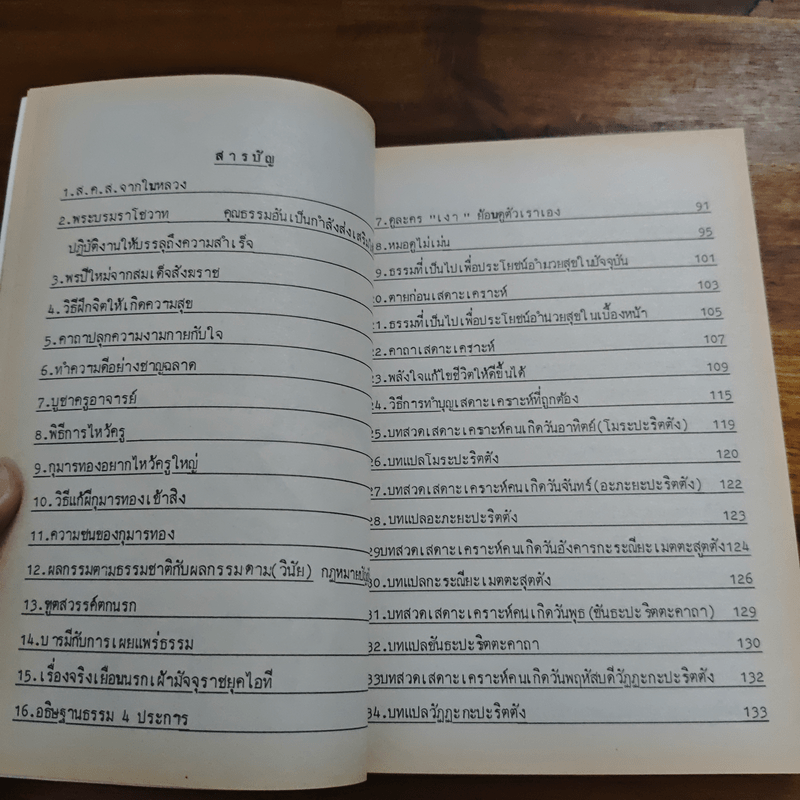 สารบัญ
1.ส.ค.ส.จากในหลวง
2.พระบรมราโชวาท คุณธรรมอันเป็นกำลังส่งเสริม
ปฏิบัติงานให้บรรลุถึงความสำเร็จ
3.พรปีใหม่จากสมเด็จสังฆราช
4.วิธีฝึกจิตให้เกิดความสุข
5.คาถาปลุกความงามกายกับใจ
6.ทำความดีอย่างชาญฉลาด
7.บูชาครูอาจารย์
8.พิธีการไหว้ครู
9.กุมารทองอยากไหว้ครูใหญ่
10.วิธีแก้ผีกุมารทองเข้าสิง
11.ความซนของกุมารทอง
12.ผลกรรมตามธรรมชาติกับผลกรรมตาม(วินัย) กฎหมาย
13.ทูตสวรรค์ตกนรก
14.บารมีกับการเผยแพร่ธรรม
15.เรื่องจริงเยือนนรกเฝ้ามัจจุราชยุคไอที
16.อธิษฐานธรรม 4 ประการ
7.ดูละคร "เงา" ย้อนดูตัวเราเอง 91
8.หมอดูไม่แม่น 95
9.ธรรมที่เป็นไปเพื่อประโยชน์อำนวยสุขในปัจจุบัน 101
20.ตายก่อนเสดาะเคราะห์ 103
21.ธรรมที่เป็นไปเพื่อประโยชน์อำนวยสุขในเบื้องหน้า 105
22.คาถาเสดาะเคราะห์ 107
23.พลังใจแก้ไขชีวิตให้ดีขึ้นได้ 109
24.วิธีการทำบุญเสดาะเคราะห์ที่ถูกต้อง 115
25.บทสวดเสดาะเคราะห์คนเกิดวันอาทิตย์(โมระปะริตตัง) 119
26.บทแปลโมระปะริตตัง 120
27.บทสวดเสดาะเคราะห์คนเกิดวันจันทร์(อะภะยะปะริตตัง) 122
28.บทแปลอะภะยะปะริตตัง 123
29บทสวดเสดาะเคราะห์คนเกิดวันอังคารกะระณียะเมตตะสุตตัง124
30.บทแปลกะระณียะเมตตะสุตตัง 126
31.บทสวดเสดาะเคราะห์คนเกิดวันพุธ(ขันธะปะริตตะคาถา) 129
32.บทแปลขันธะปะริตตะคาถา 130
33บทสวดเสดาะเคราะห์คนเกิดวันพฤหัสบดีวัฏฏะกะปะริตตัง 132
34.บทแปลวัฏฏะกะปะริตตัง 133